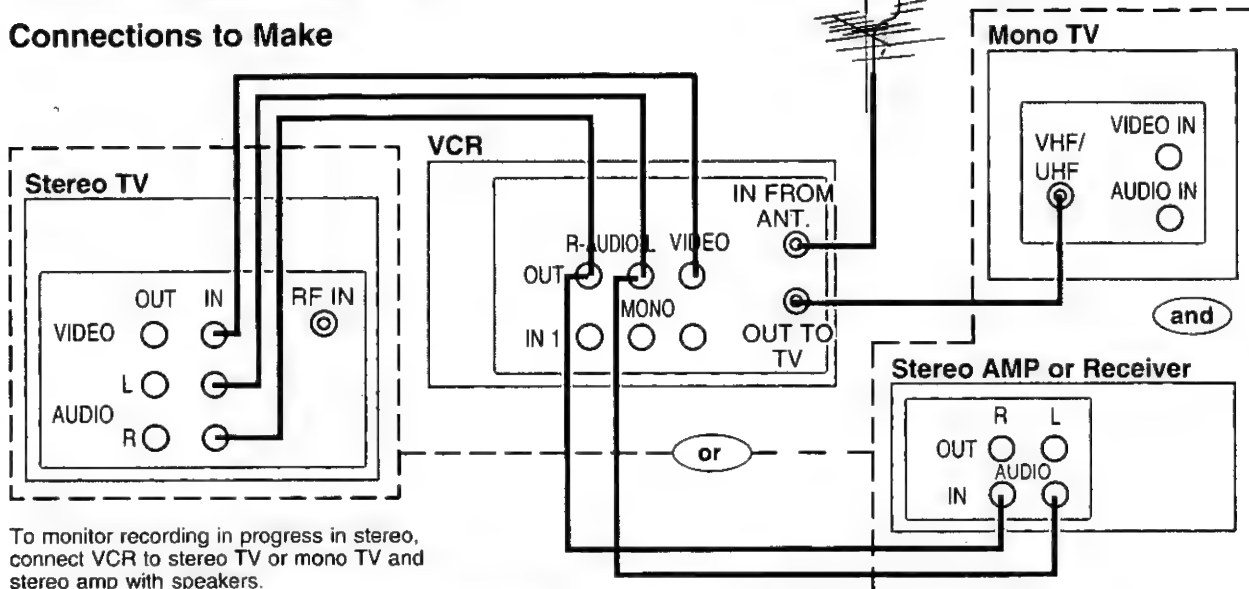 Connections to Make
Stereo TV
OUT IN RF IN
VIDEO
L
AUDIO
R
To monitor recording in progress in stereo,
connect VCR to stereo TV or mono TV and
stereo amp with speakers.
VCR
IN FROM
ANT.
R-AUDIO-L VIDEO
OUT
MONO
IN 1
OUT TO
TV
or
Mono TV
VHF/
UHF
VIDEO IN
AUDIO IN
and
Stereo AMP or Receiver
R L
OUT
AUDIO
IN